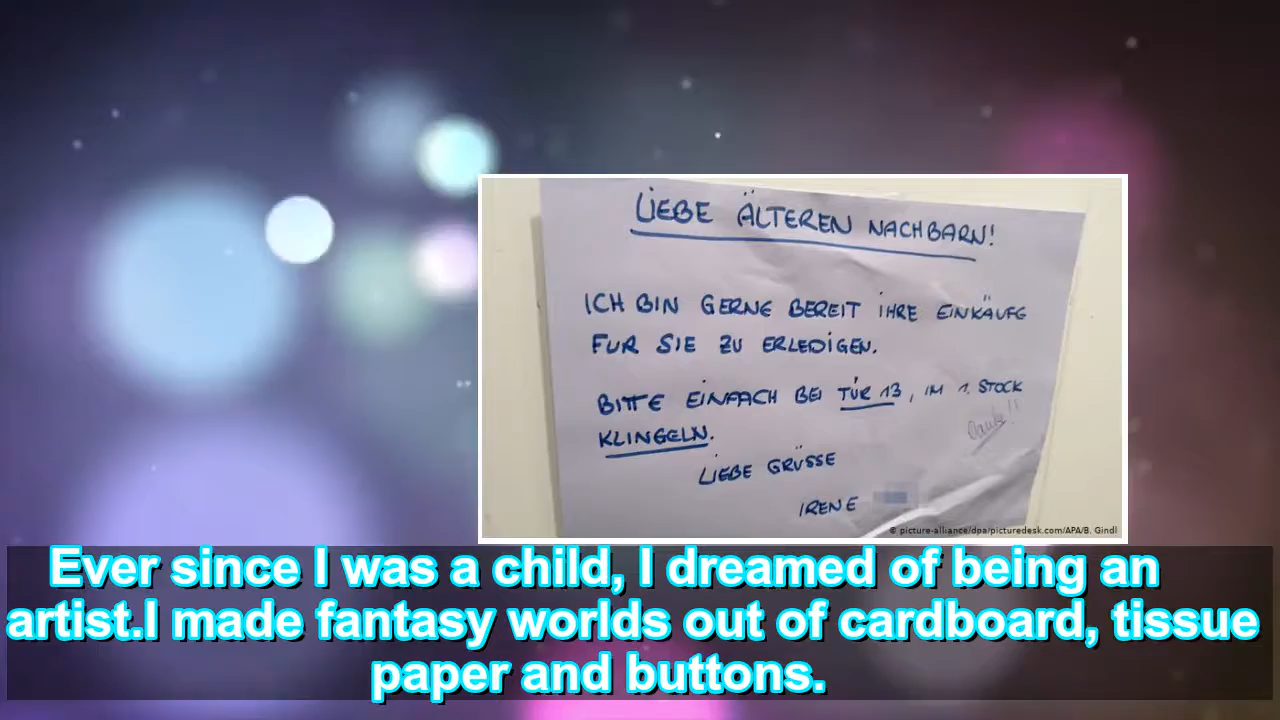 LIEBE ÄLTEREN NACHBARN!
ICH BIN GERNE BEREIT IHRE EINKÄUFE
FÜR SIE ZU ERLEDIGEN.
BITTE EINFACH BEI TÜR 13, IM 1. STOCK
KLINGELN.
Danke!!
LIEBE GRÜSSE
IRENE
© picture-alliance/dpa/picturedesk.com/APA/B. Gindl
Ever since I was a child, I dreamed of being an
artist.I made fantasy worlds out of cardboard, tissue
paper and buttons.